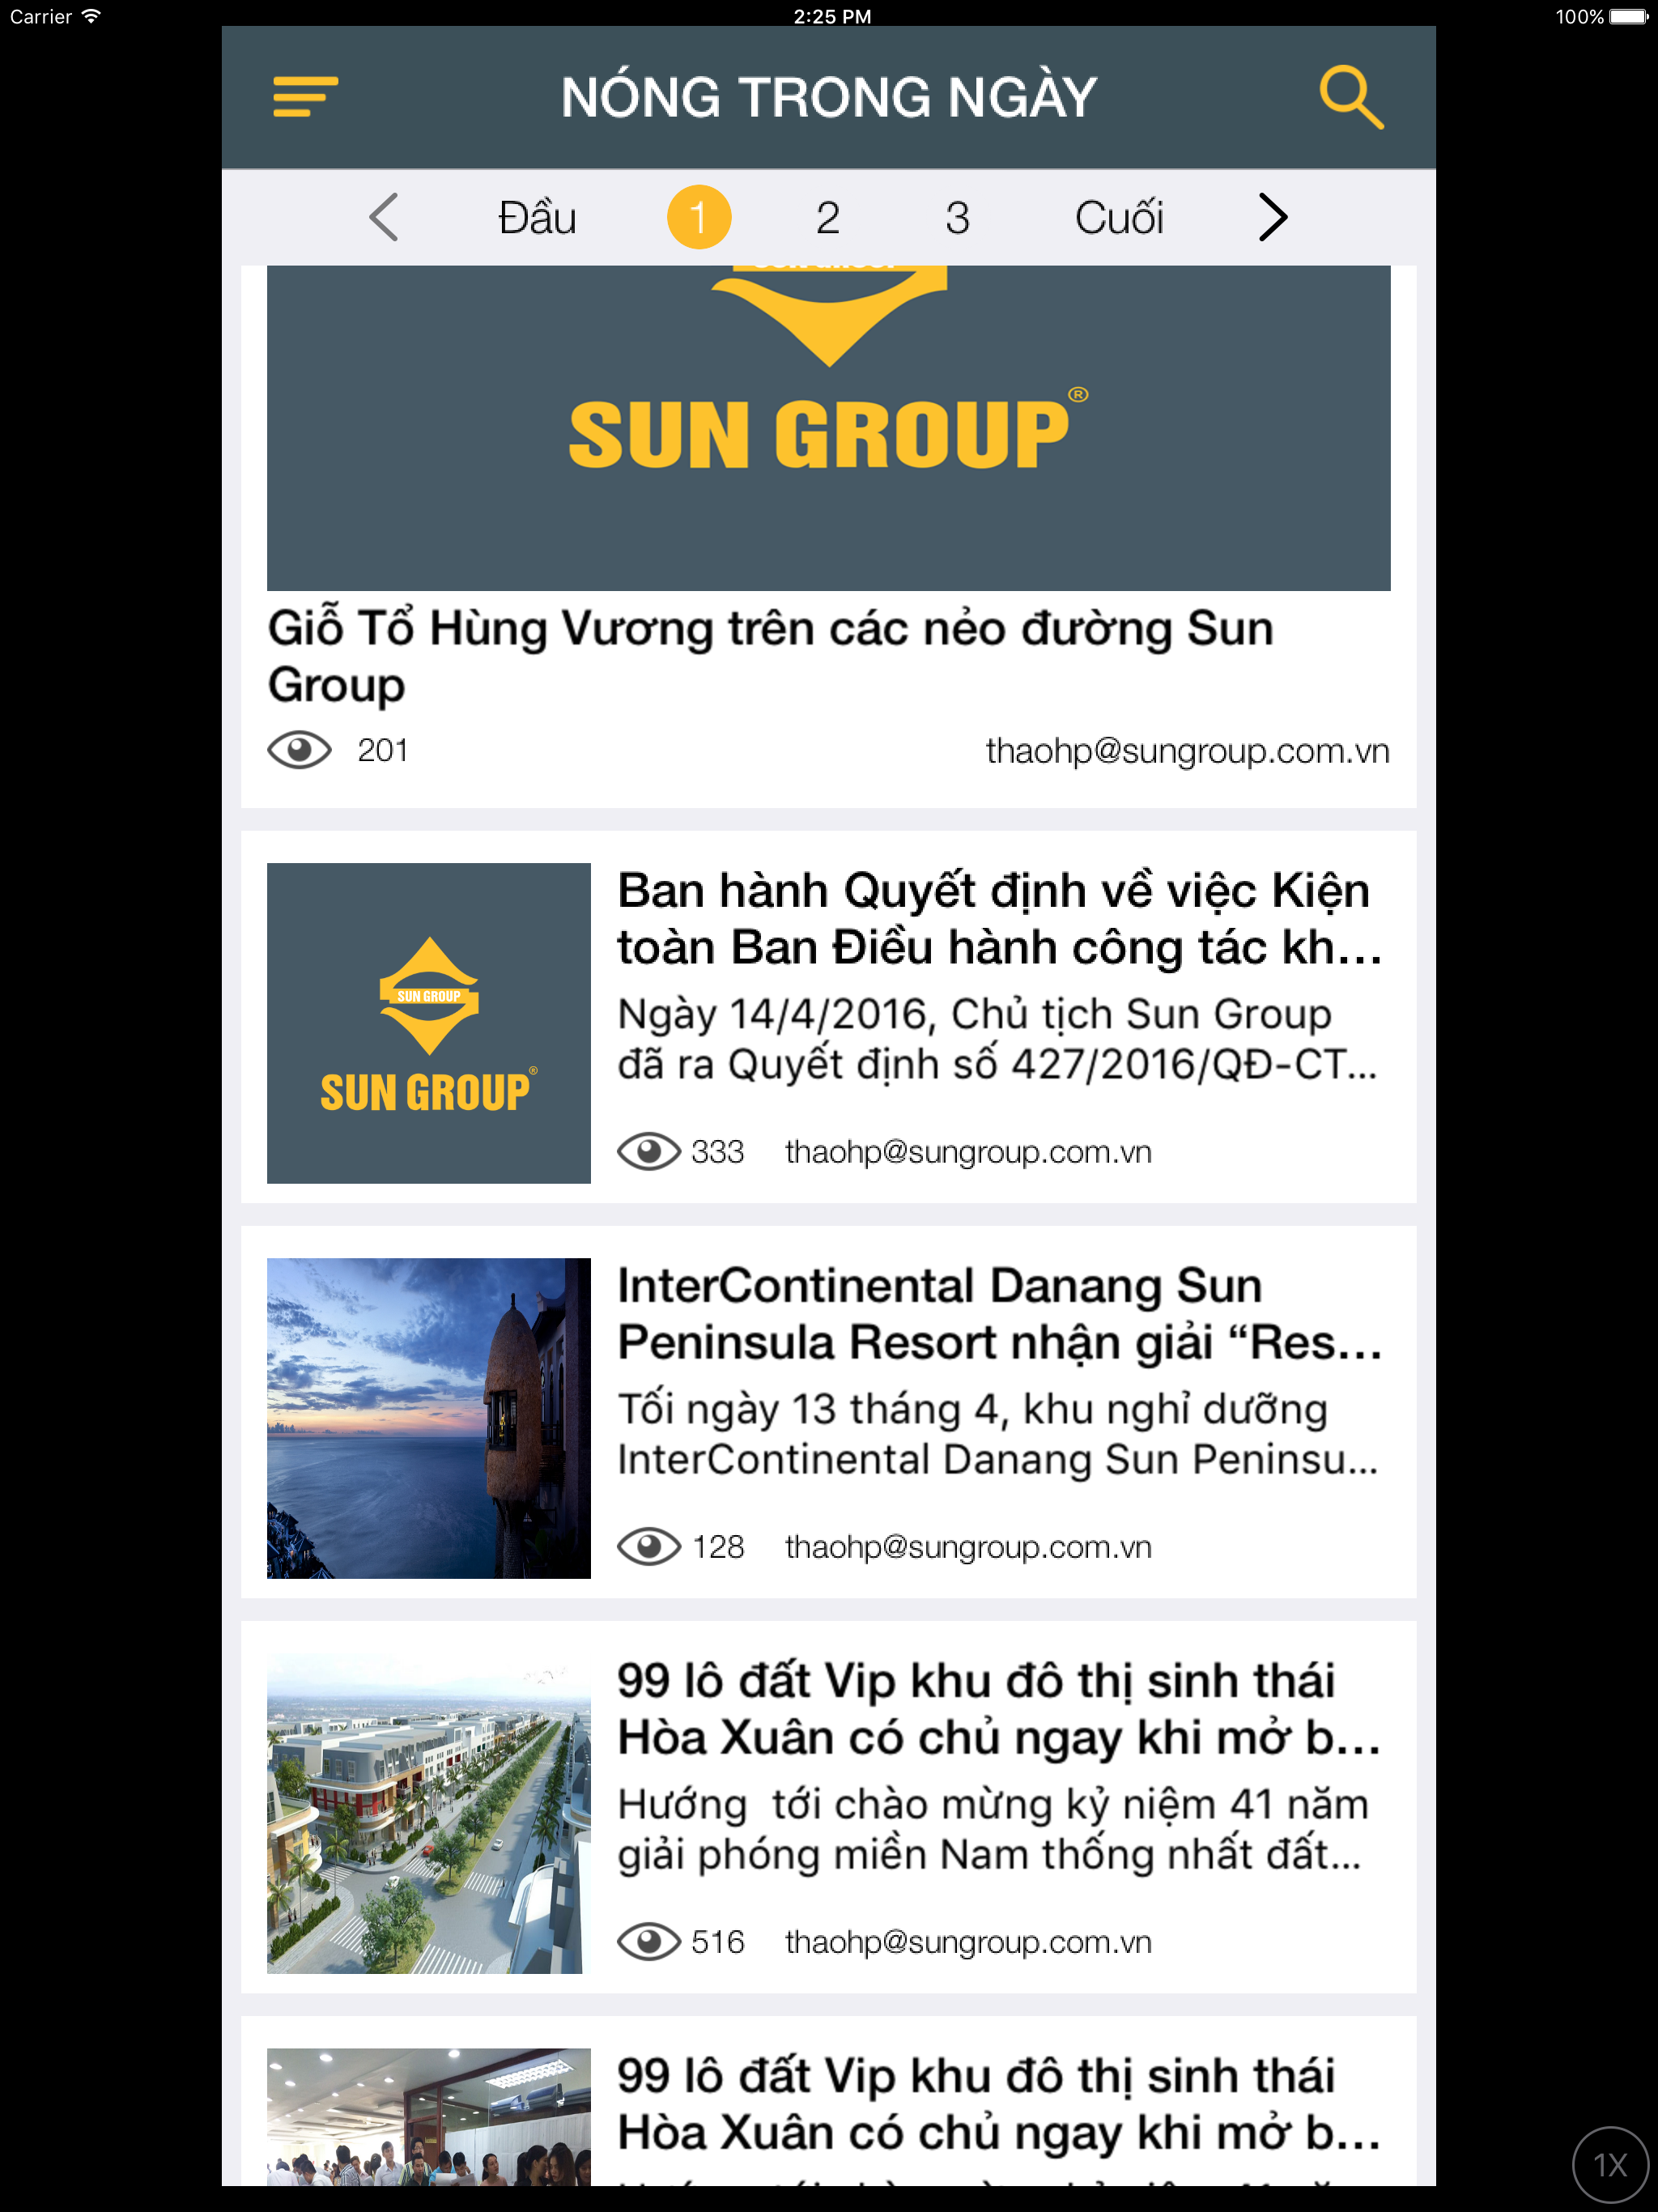 Carrier
2:25 PM
100%
NÓNG TRONG NGÀY
Đầu 1 2 3 Cuối
SUN GROUP®
Giỗ Tổ Hùng Vương trên các nẻo đường Sun
Group
201 thaohp@sungroup.com.vn
SUN GROUP
SUN GROUP®
Ban hành Quyết định về việc Kiện
toàn Ban Điều hành công tác kh...
Ngày 14/4/2016, Chủ tịch Sun Group
đã ra Quyết định số 427/2016/QĐ-CT...
333 thaohp@sungroup.com.vn
InterContinental Danang Sun
Peninsula Resort nhận giải “Res...
Tối ngày 13 tháng 4, khu nghỉ dưỡng
InterContinental Danang Sun Peninsu...
128 thaohp@sungroup.com.vn
99 lô đất Vip khu đô thị sinh thái
Hòa Xuân có chủ ngay khi mở b...
Hướng  tới chào mừng kỷ niệm 41 năm
giải phóng miền Nam thống nhất đất...
516 thaohp@sungroup.com.vn
99 lô đất Vip khu đô thị sinh thái
Hòa Xuân có chủ ngay khi mở b...
1X